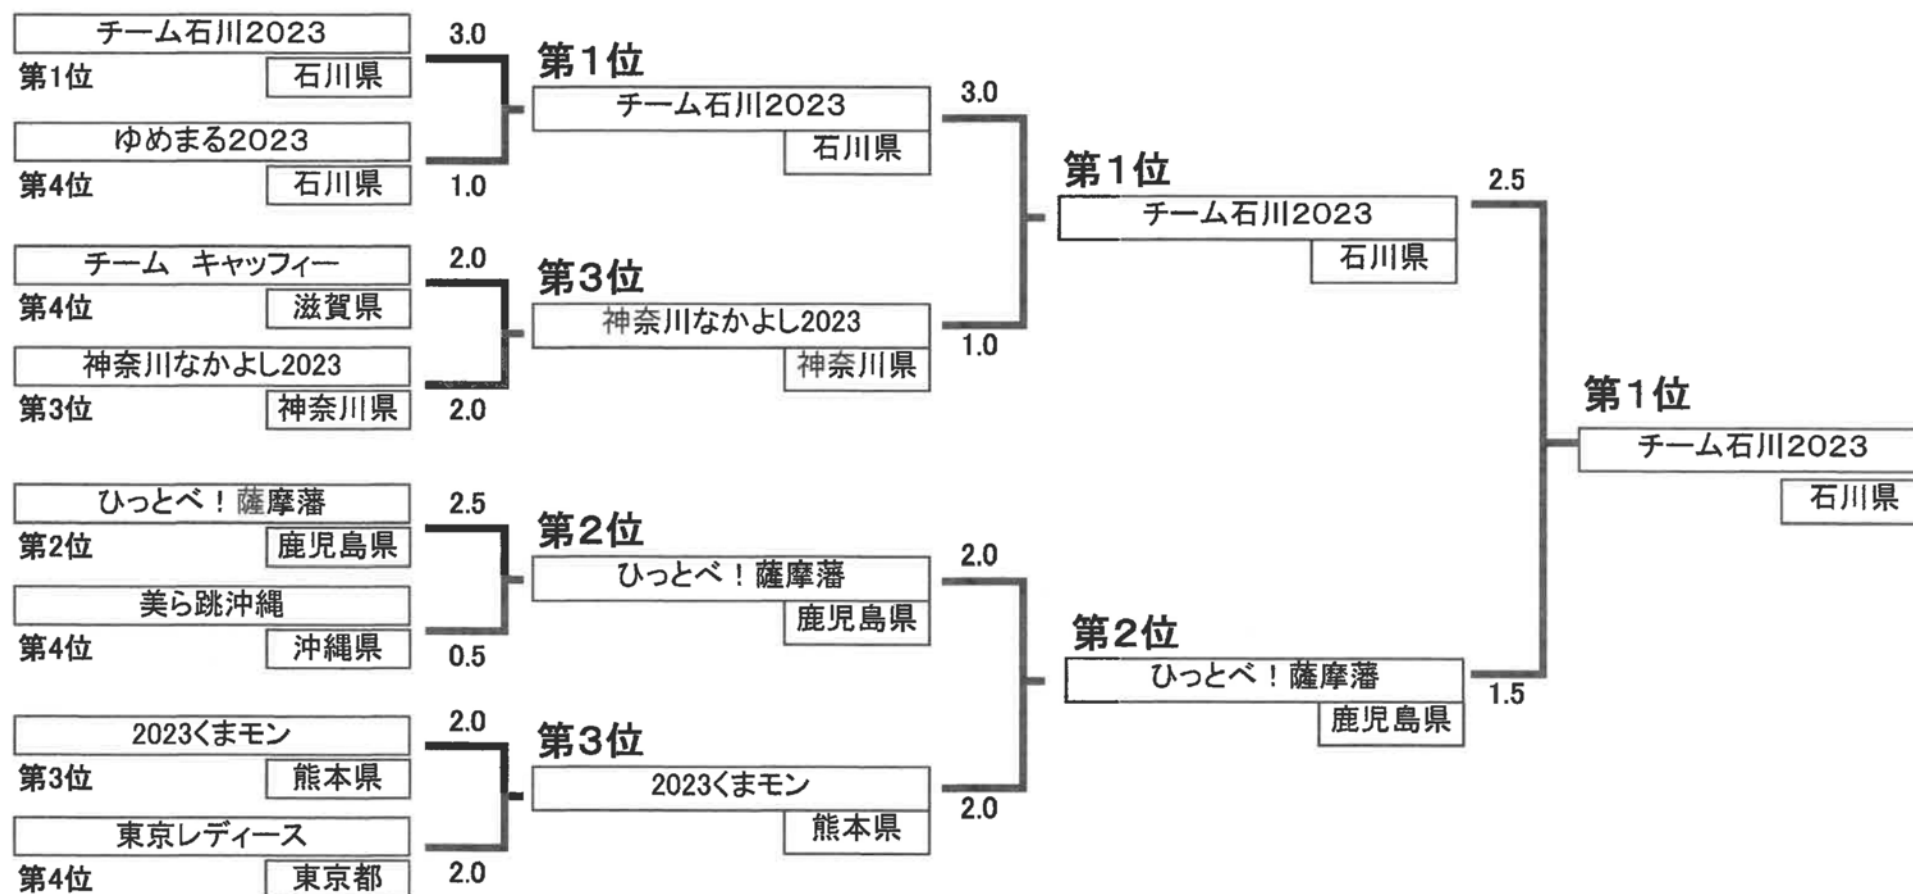 チーム石川2023
3.0
第1位
石川県
ゆめまる2023
第4位
石川県
1.0
チーム キャッフィー
2.0
第4位
滋賀県
神奈川なかよし2023
第3位
神奈川県
2.0
ひっとべ！薩摩藩
2.5
第2位
鹿児島県
美ら跳沖縄
第4位
沖縄県
0.5
2023くまモン
2.0
第3位
熊本県
東京レディース
第4位
東京都
2.0
第1位
チーム石川2023
石川県
3.0
第3位
神奈川なかよし2023
神奈川県
1.0
第2位
ひっとべ！薩摩藩
鹿児島県
2.0
第3位
2023くまモン
熊本県
2.0
第1位
チーム石川2023
石川県
2.5
第2位
ひっとべ！薩摩藩
鹿児島県
1.5
第1位
チーム石川2023
石川県